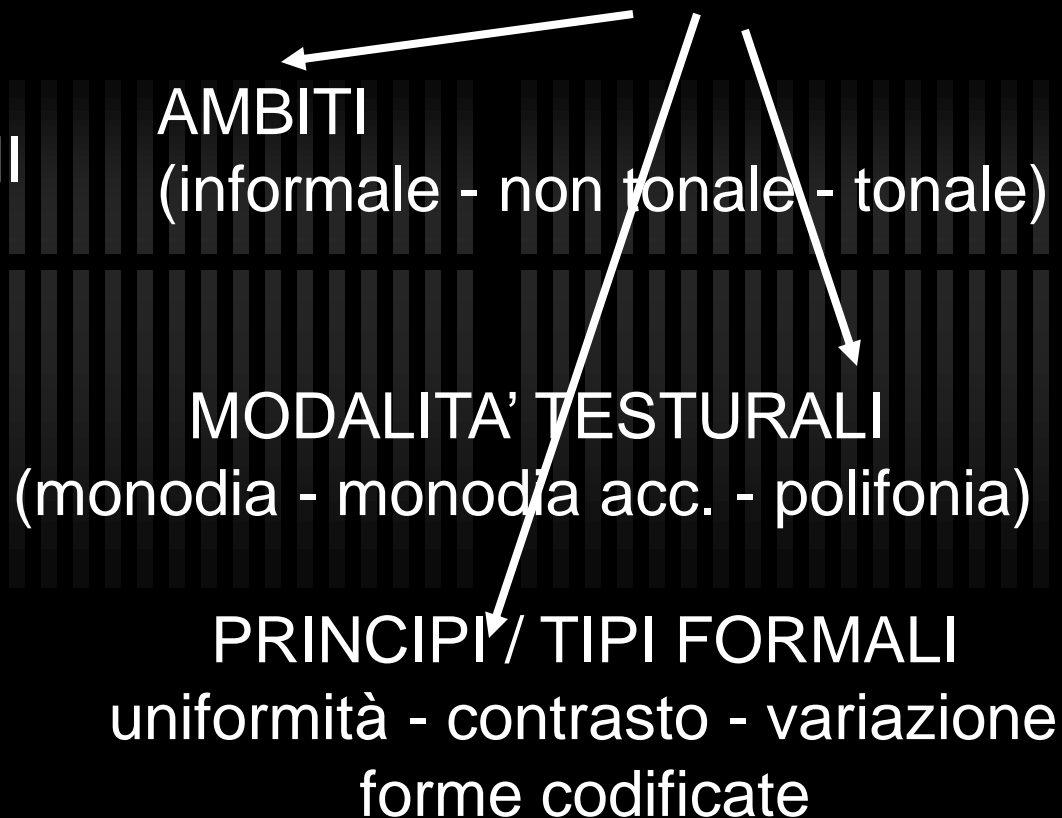 AMBITI
(informale - non tonale - tonale)
MODALITA’ TESTURALI
(monodia - monodia acc. - polifonia)
PRINCIPI / TIPI FORMALI
uniformità - contrasto - variazione
forme codificate